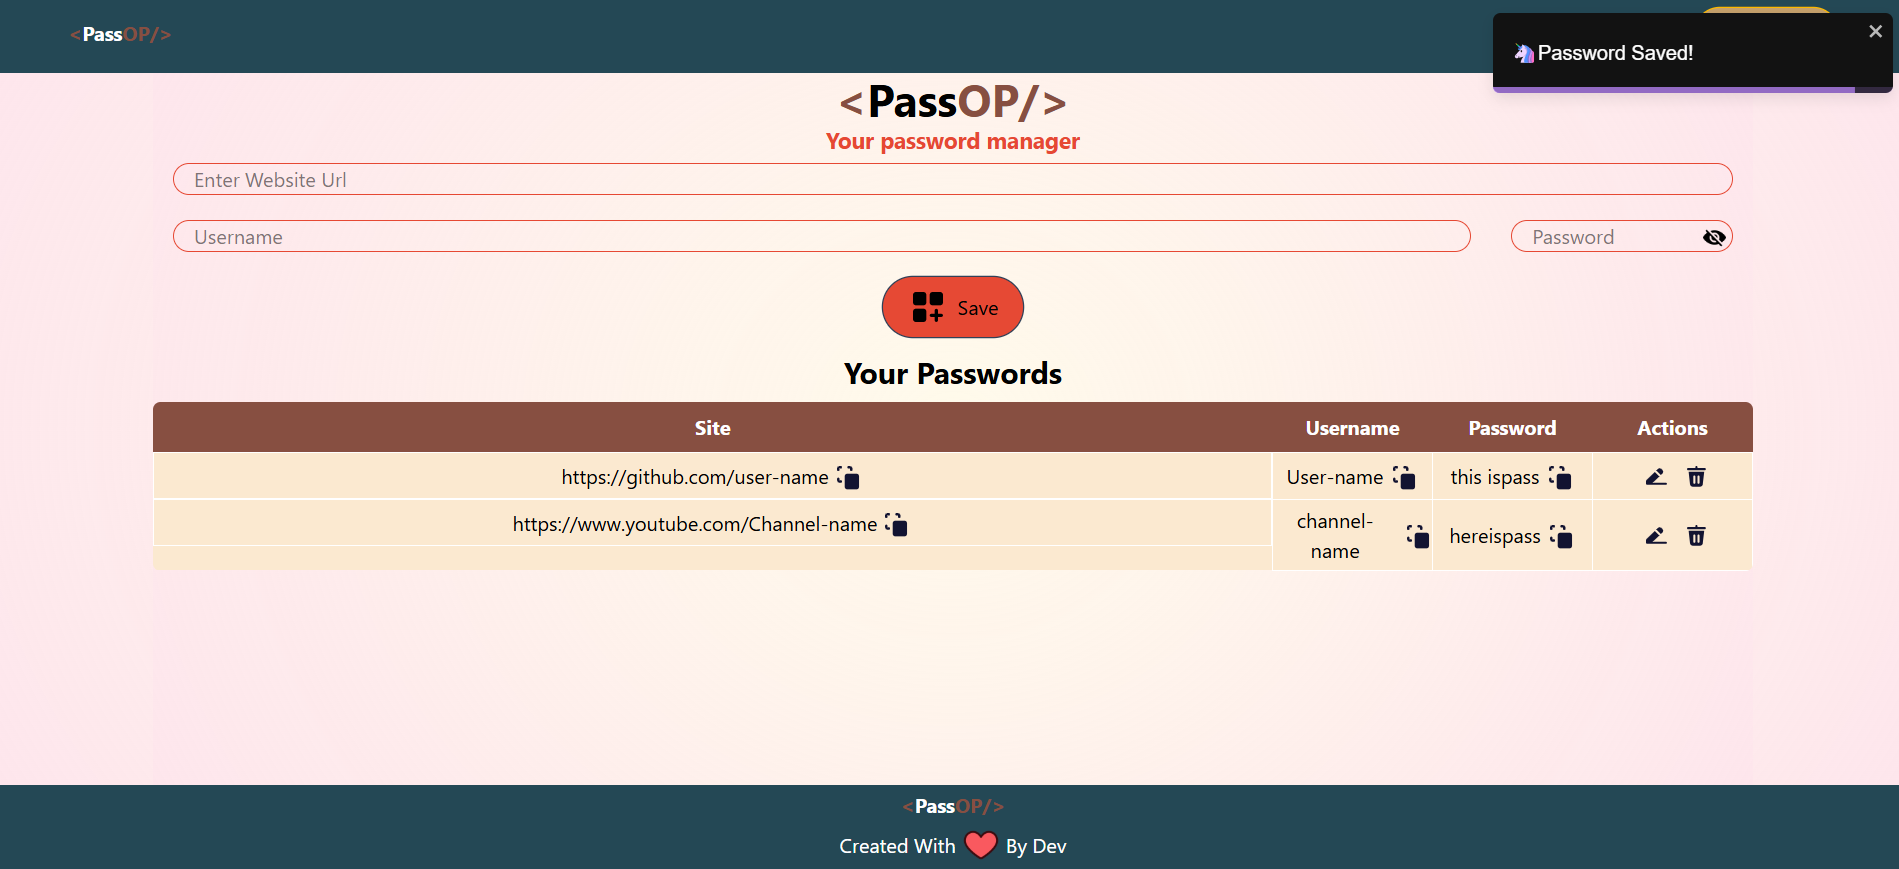 <PassOP/>
Password Saved!
<PassOP/>
Your password manager
Enter Website Url
Username Password
Save
Your Passwords
Site Username Password Actions
https://github.com/user-name User-name this ispass
https://www.youtube.com/Channel-name channel-name hereispass
<PassOP/>
Created With By Dev